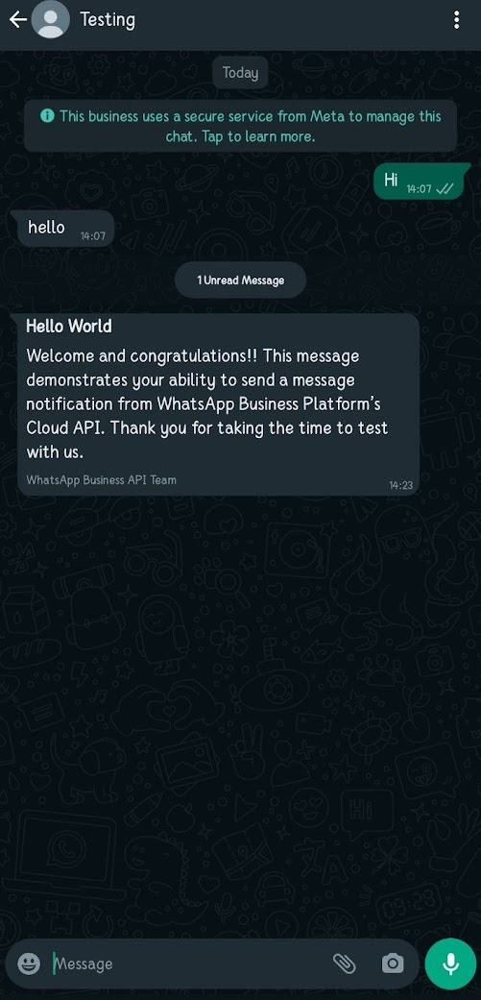 Testing
Today
This business uses a secure service from Meta to manage this
chat. Tap to learn more.
Hi 14:07
hello 14:07
1 Unread Message
Hello World
Welcome and congratulations!! This message
demonstrates your ability to send a message
notification from WhatsApp Business Platform's
Cloud API. Thank you for taking the time to test
with us.
WhatsApp Business API Team 14:23
Message